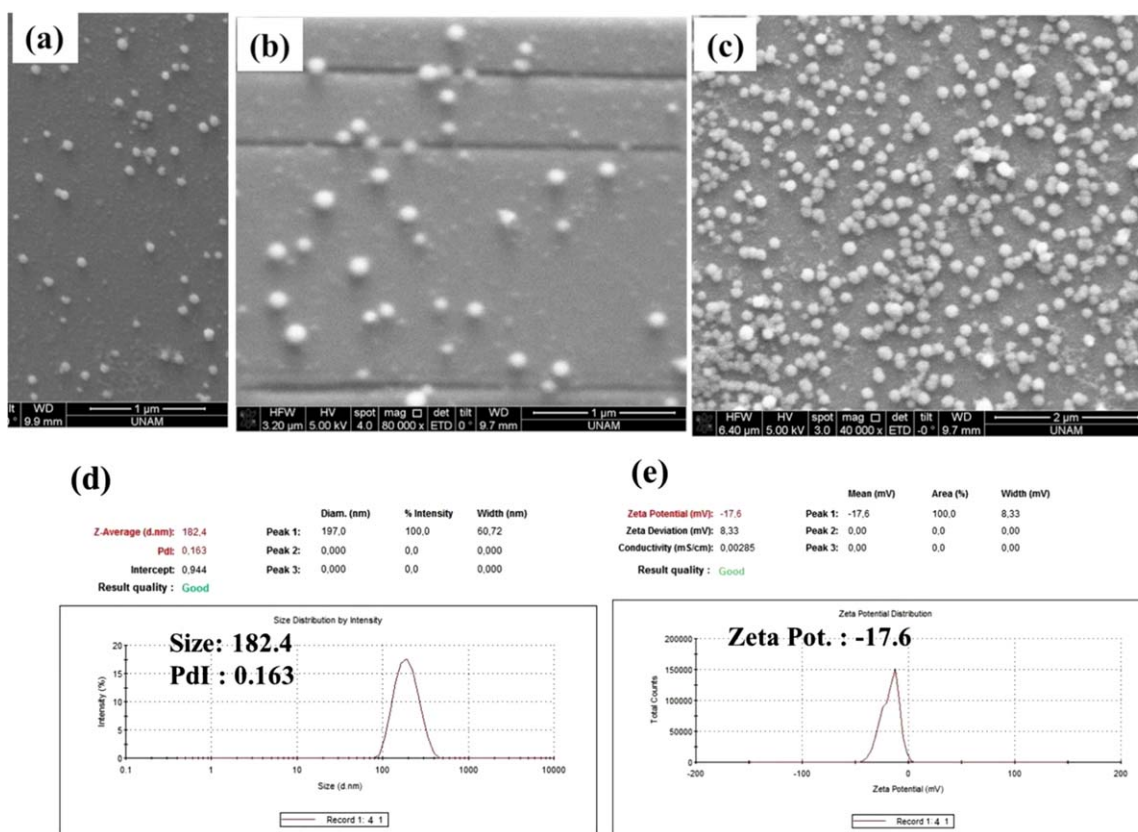 (a)
lt WD 1 µm
0 ° 9.9 mm UNAM
(b)
HFW HV spot mag det tilt WD 1 µm
3.20 µm 5.00 kV 4.0 80 000 x ETD 0 ° 9.7 mm UNAM
(c)
HFW HV spot mag det tilt WD 2 µm
6.40 µm 5.00 kV 3.0 40 000 x ETD -0 ° 9.7 mm UNAM
(d)
Diam. (nm) % Intensity Width (nm)
Z-Average (d.nm): 182,4 Peak 1: 197,0 100,0 60,72
PdI: 0,163 Peak 2: 0,000 0,0 0,000
Intercept: 0,944 Peak 3: 0,000 0,0 0,000
Result quality : Good
Size Distribution by Intensity
Size: 182.4
PdI : 0.163
Intensity (%)
20
15
10
5
0
0.1 1 10 100 1000 10000
Size (d.nm)
Record 1: 4 1
(e)
Mean (mV) Area (%) Width (mV)
Zeta Potential (mV): -17,6 Peak 1: -17,6 100,0 8,33
Zeta Deviation (mV): 8,33 Peak 2: 0,00 0,0 0,00
Conductivity (mS/cm): 0,00285 Peak 3: 0,00 0,0 0,00
Result quality : Good
Zeta Potential Distribution
Zeta Pot. : -17.6
Total Counts
200000
150000
100000
50000
0
-200 -100 0 100 200
Zeta Potential (mV)
Record 1: 4 1